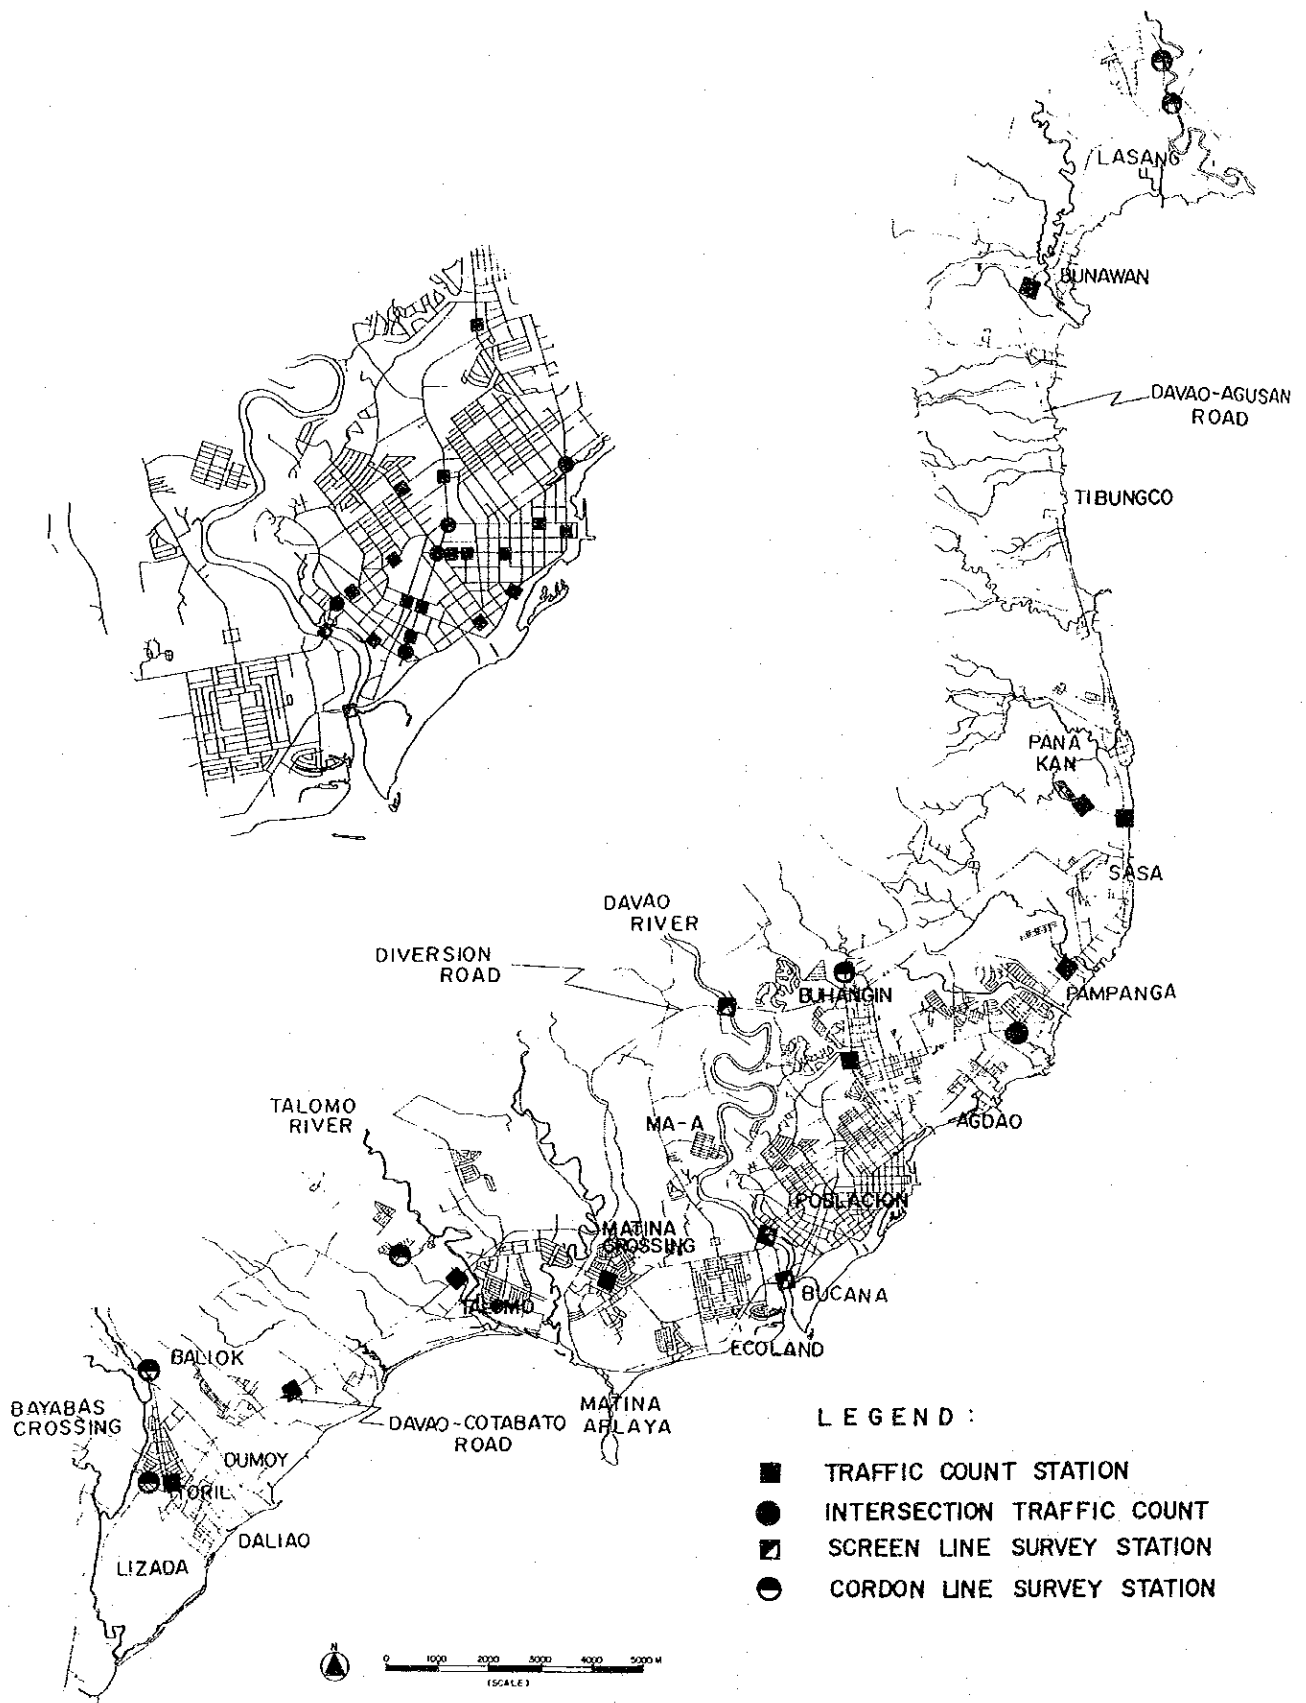 LASANG
BUNAWAN
DAVAO-AGUSAN
ROAD
TIBUNGCO
PANA
KAN
SASA
DAVAO
RIVER
DIVERSION
ROAD
BUHANGIN
PAMPANGA
TALOMO
RIVER
MA-A
AGDAO
POBLACION
MATINA
CROSSING
TALOMO
BUCANA
ECOLAND
BALIOK
BAYABAS
CROSSING
MATINA
APLAYA
DAVAO-COTABATO
ROAD
DUMOY
TORIL
DALIAO
LIZADA
LEGEND :
TRAFFIC COUNT STATION
INTERSECTION TRAFFIC COUNT
SCREEN LINE SURVEY STATION
CORDON LINE SURVEY STATION
N
0 1000 2000 3000 4000 5000 M
(SCALE)